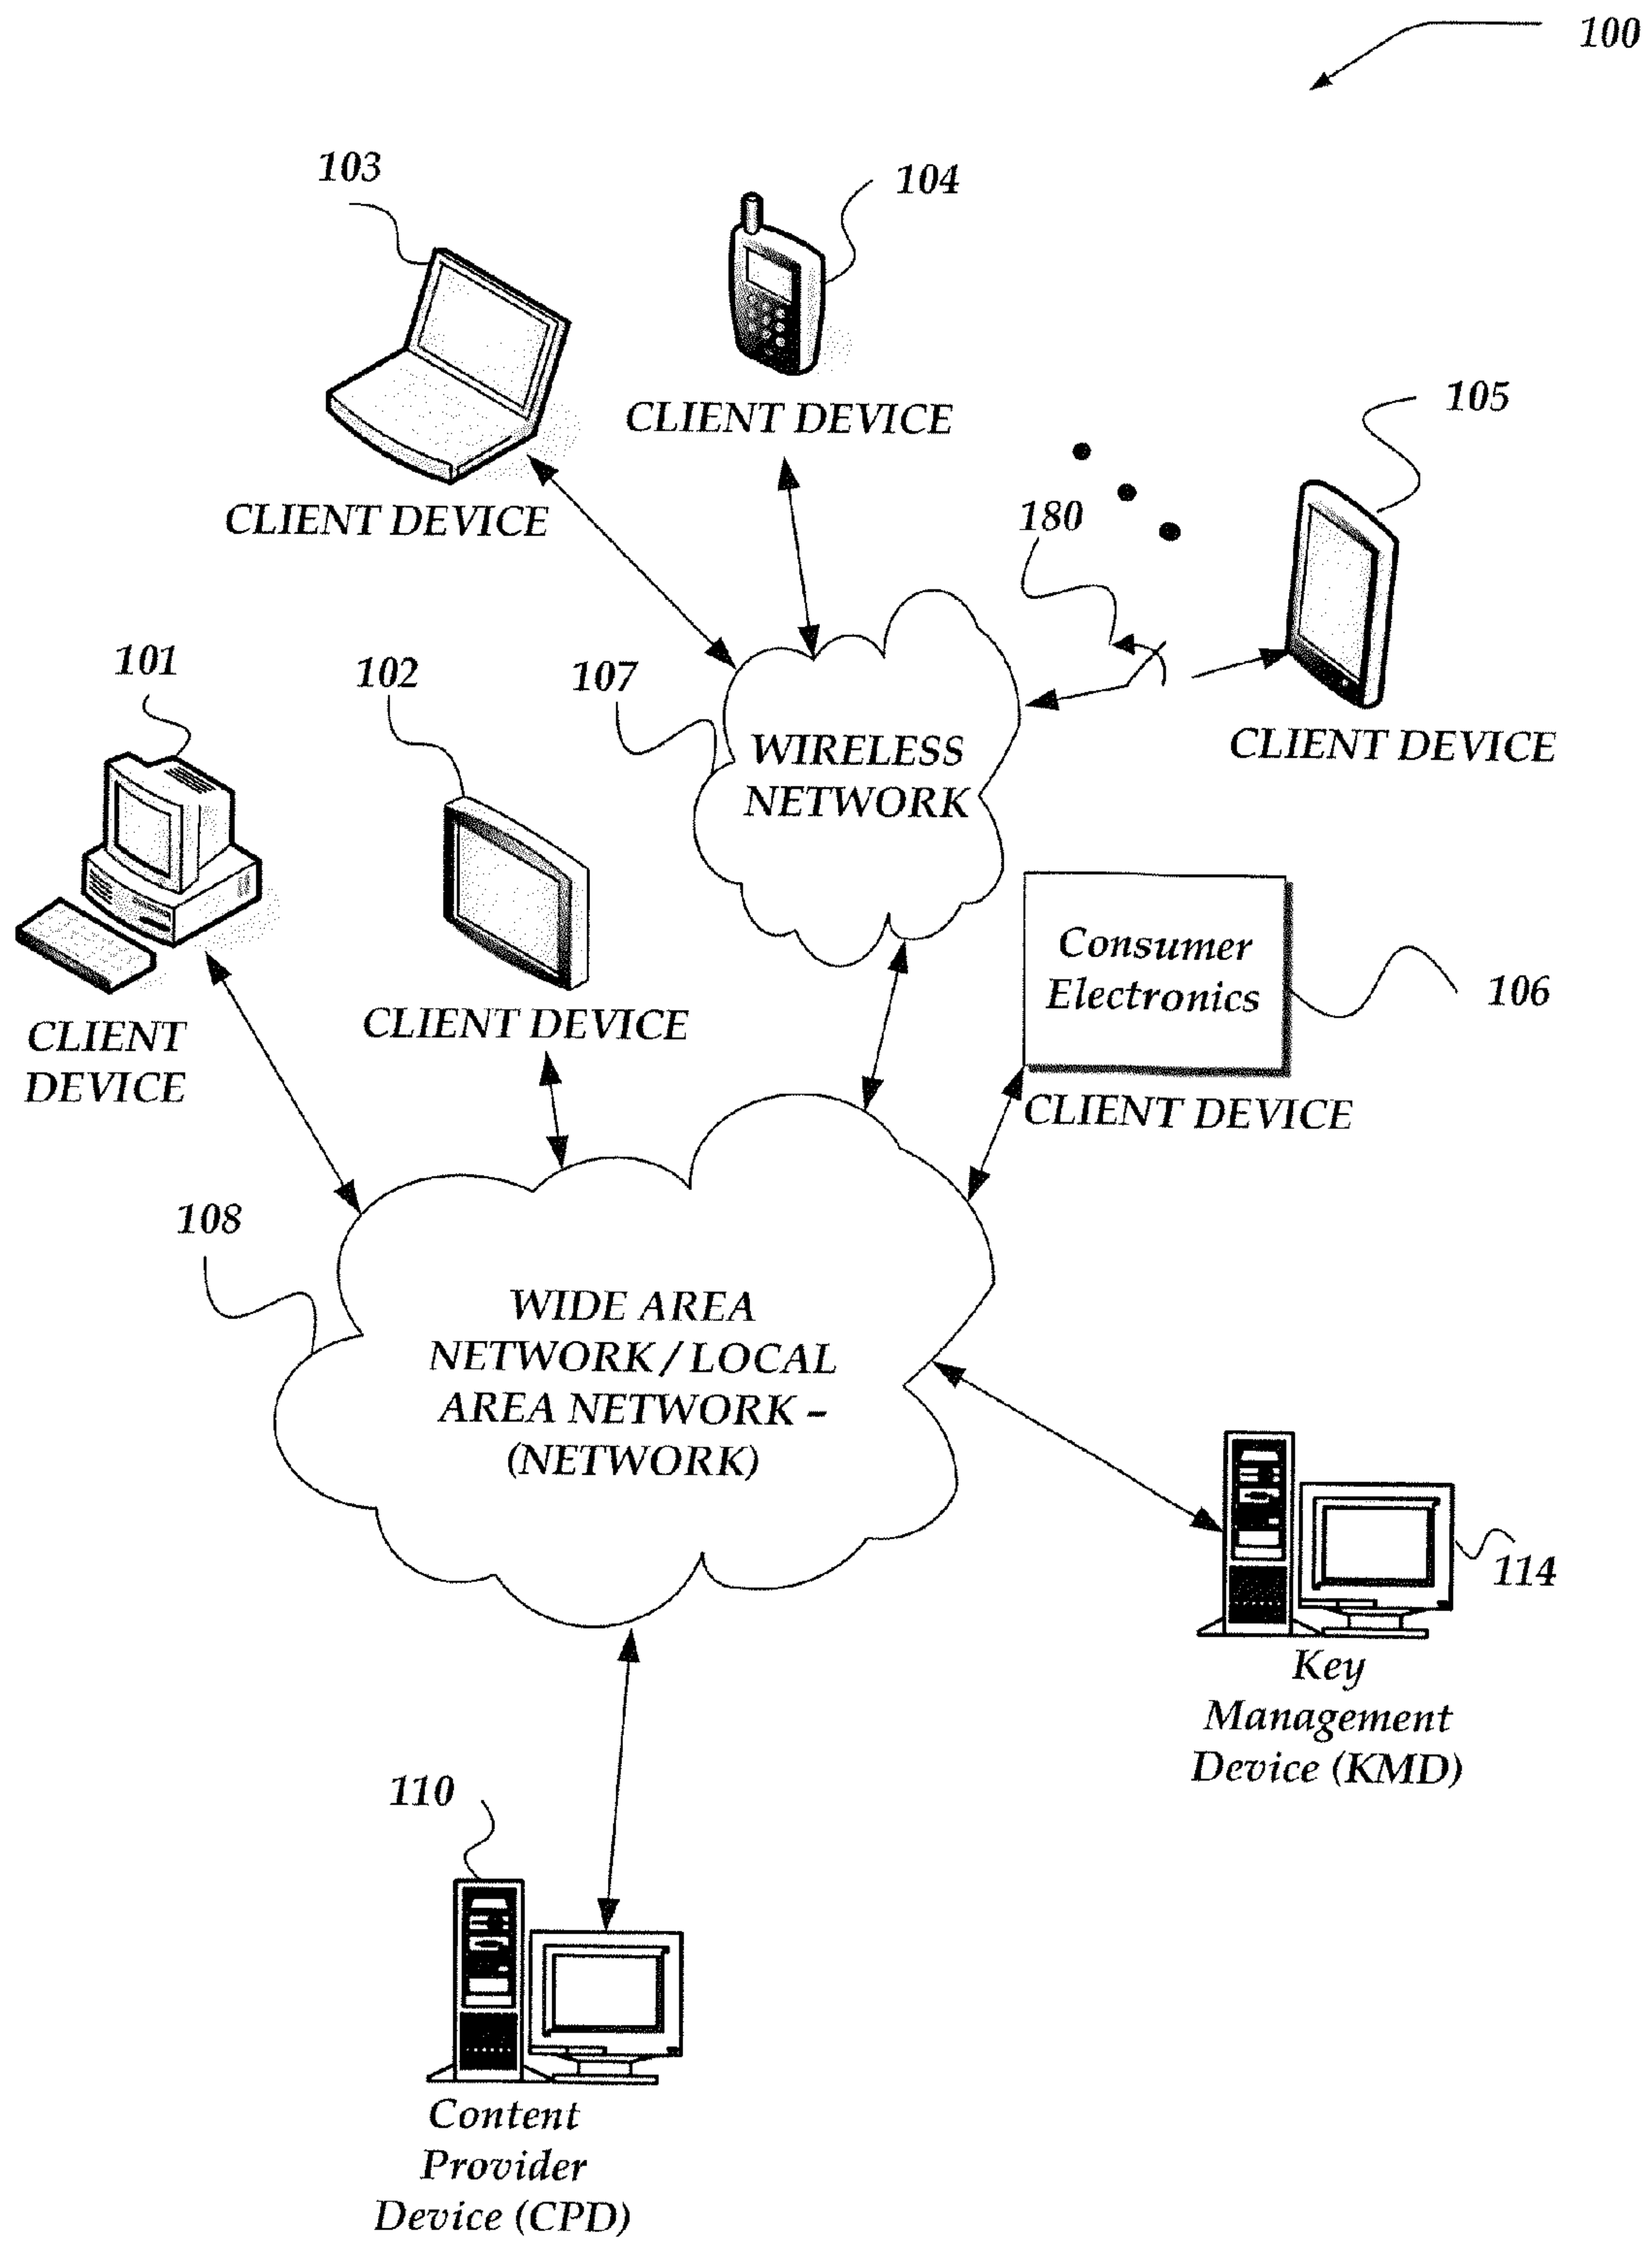 100
103
104
CLIENT DEVICE
105
CLIENT DEVICE
180
101
102
107
WIRELESS
NETWORK
CLIENT DEVICE
Consumer
Electronics
106
CLIENT
DEVICE
CLIENT DEVICE
CLIENT DEVICE
108
WIDE AREA
NETWORK / LOCAL
AREA NETWORK –
(NETWORK)
114
Key
Management
Device (KMD)
110
Content
Provider
Device (CPD)